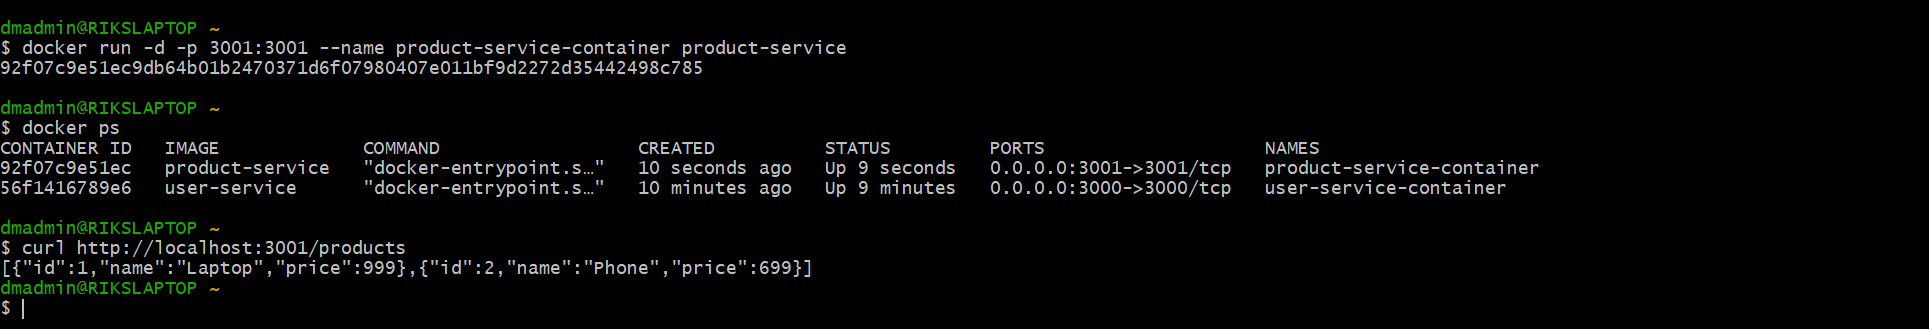 dmadmin@RIKSLAPTOP ~
$ docker run -d -p 3001:3001 --name product-service-container product-service
92f07c9e51ec9db64b01b2470371d6f07980407e011bf9d2272d35442498c785
dmadmin@RIKSLAPTOP ~
$ docker ps
CONTAINER ID   IMAGE             COMMAND                  CREATED          STATUS         PORTS                    NAMES
92f07c9e51ec   product-service   "docker-entrypoint.s…"   10 seconds ago   Up 9 seconds   0.0.0.0:3001->3001/tcp   product-service-container
56f1416789e6   user-service      "docker-entrypoint.s…"   10 minutes ago   Up 9 minutes   0.0.0.0:3000->3000/tcp   user-service-container
dmadmin@RIKSLAPTOP ~
$ curl http://localhost:3001/products
[{"id":1,"name":"Laptop","price":999},{"id":2,"name":"Phone","price":699}]
dmadmin@RIKSLAPTOP ~
$